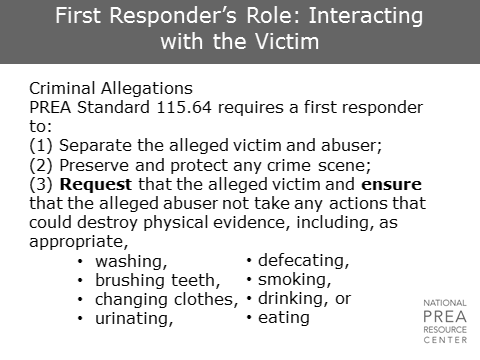 First Responder’s Role: Interacting
with the Victim
Criminal Allegations
PREA Standard 115.64 requires a first responder
to:
(1) Separate the alleged victim and abuser;
(2) Preserve and protect any crime scene;
(3) Request that the alleged victim and ensure
that the alleged abuser not take any actions that
could destroy physical evidence, including, as
appropriate,
• washing,
• brushing teeth,
• changing clothes,
• urinating,
• defecating,
• smoking,
• drinking, or
• eating
NATIONAL
PREA
RESOURCE
CENTER